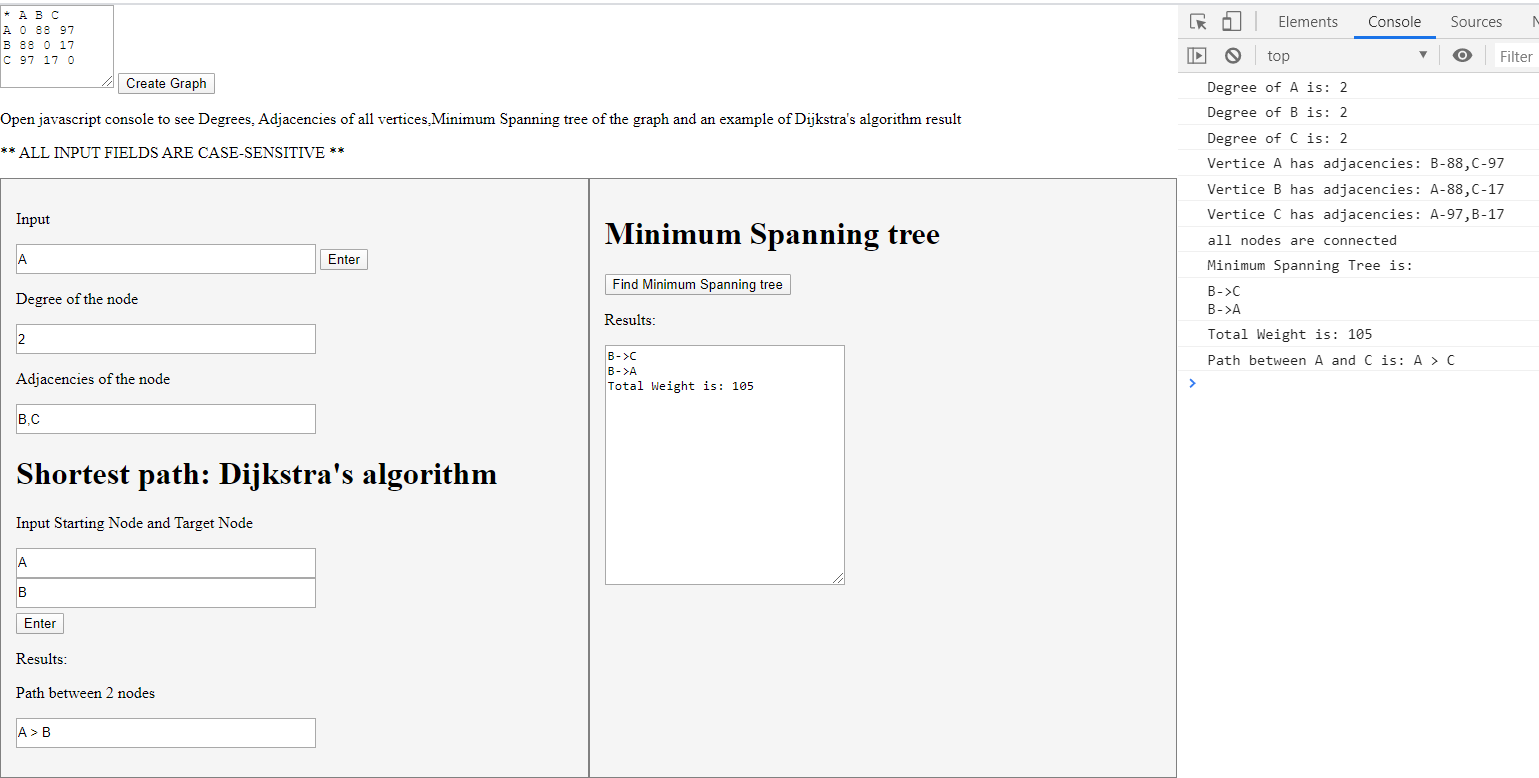 * A B C
A 0 88 97
B 88 0 17
C 97 17 0
Create Graph
Open javascript console to see Degrees, Adjacencies of all vertices,Minimum Spanning tree of the graph and an example of Dijkstra's algorithm result
** ALL INPUT FIELDS ARE CASE-SENSITIVE **
Input
A
Enter
Degree of the node
2
Adjacencies of the node
B,C
Shortest path: Dijkstra's algorithm
Input Starting Node and Target Node
A
B
Enter
Results:
Path between 2 nodes
A > B
Minimum Spanning tree
Find Minimum Spanning tree
Results:
B->C
B->A
Total Weight is: 105
Elements Console Sources
top Filter
Degree of A is: 2
Degree of B is: 2
Degree of C is: 2
Vertice A has adjacencies: B-88,C-97
Vertice B has adjacencies: A-88,C-17
Vertice C has adjacencies: A-97,B-17
all nodes are connected
Minimum Spanning Tree is:
B->C
B->A
Total Weight is: 105
Path between A and C is: A > C